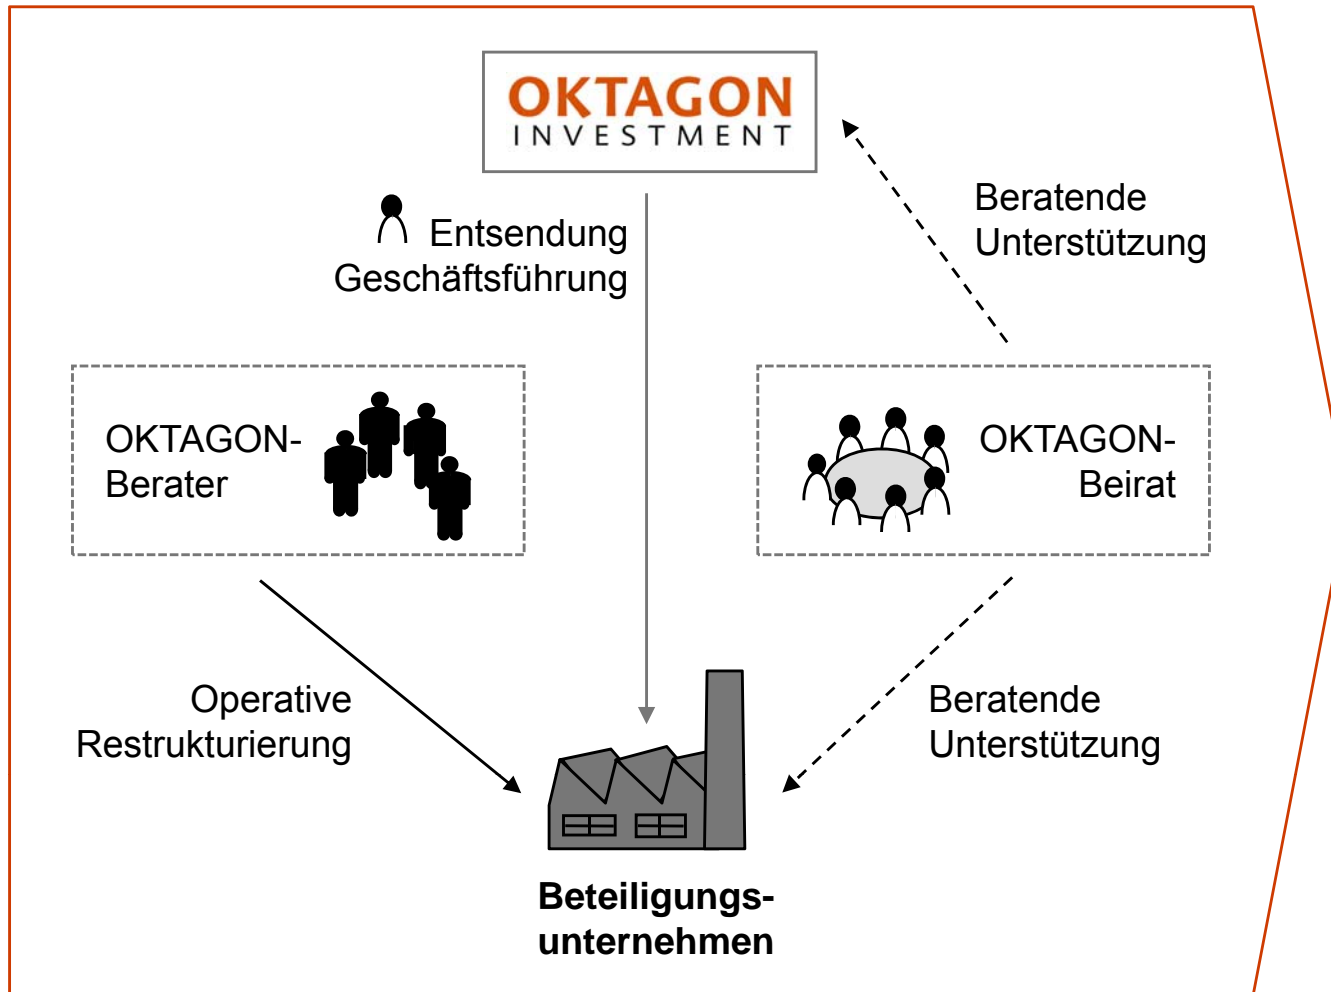 OKTAGON
INVESTMENT
Entsendung
Geschäftsführung
Beratende
Unterstützung
OKTAGON-
Berater
OKTAGON-
Beirat
Operative
Restrukturierung
Beratende
Unterstützung
Beteiligungs-
unternehmen